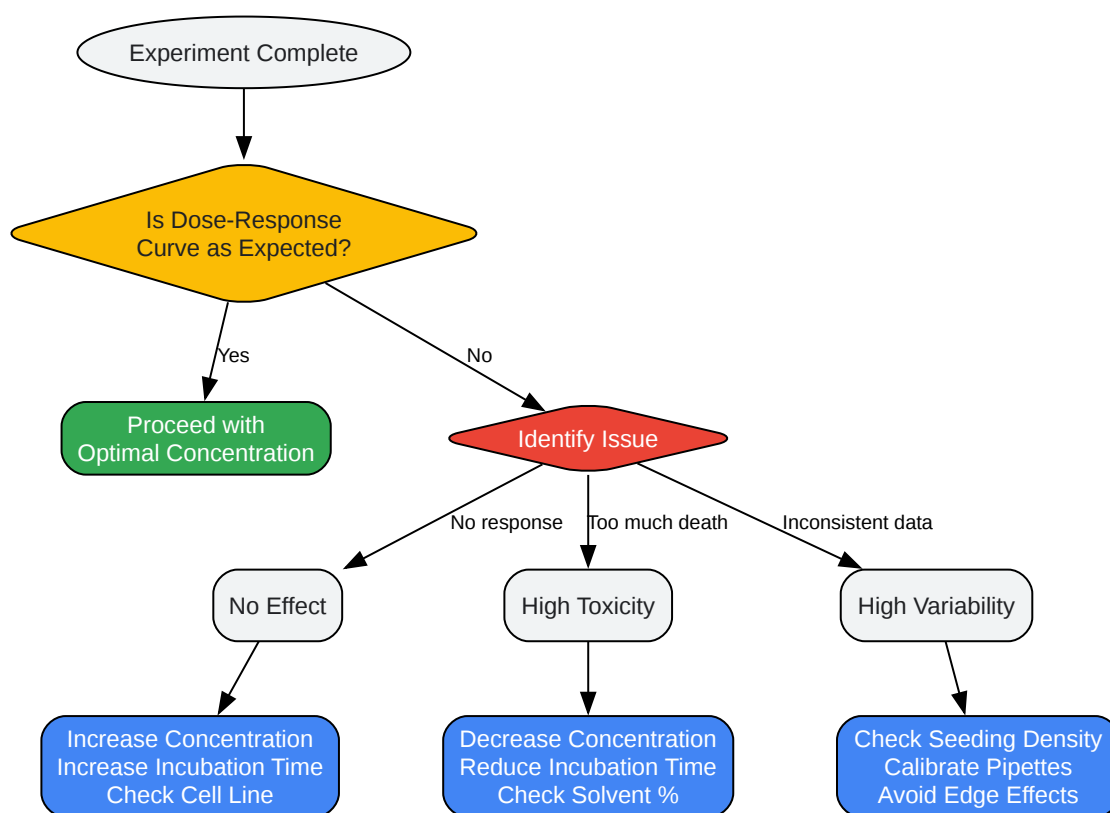 Experiment Complete
Is Dose-Response
Curve as Expected?
Yes
No
Proceed with
Optimal Concentration
Identify Issue
No response
Too much death
Inconsistent data
No Effect
High Toxicity
High Variability
Increase Concentration
Increase Incubation Time
Check Cell Line
Decrease Concentration
Reduce Incubation Time
Check Solvent %
Check Seeding Density
Calibrate Pipettes
Avoid Edge Effects